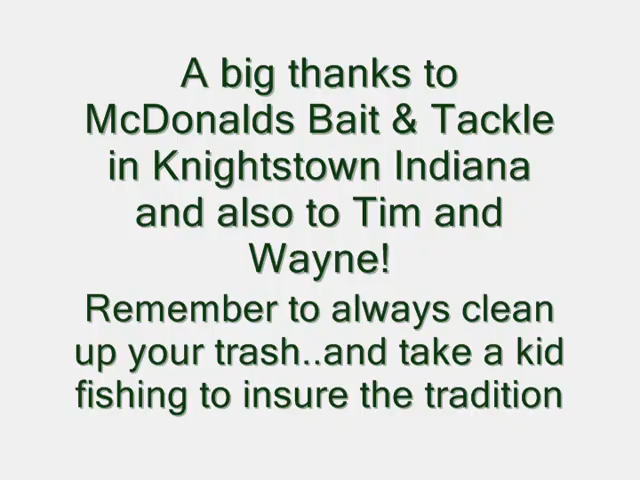 A big thanks to
McDonalds Bait & Tackle
in Knightstown Indiana
and also to Tim and
Wayne!
Remember to always clean
up your trash..and take a kid
fishing to insure the tradition